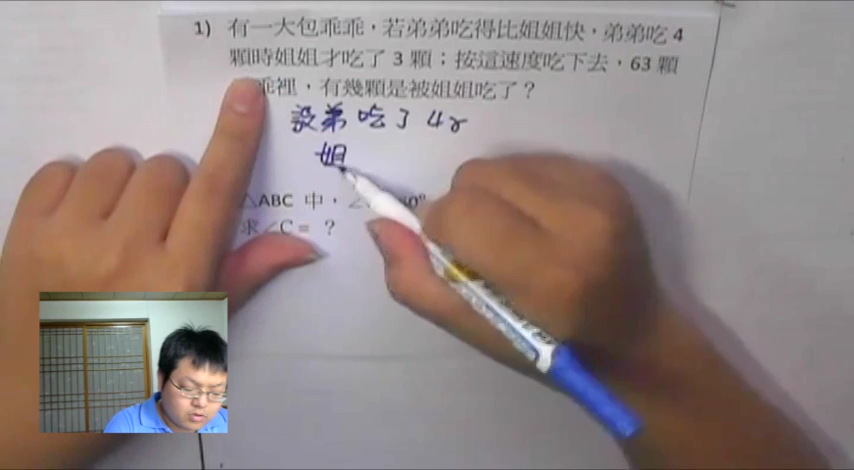 1) 有一大包乖乖,若弟弟吃得比姐姐快,弟弟吃 4
顆時姐姐才吃了 3 顆;按這速度吃下去,63 顆
乖裡,有幾顆是被姐姐吃了?
設弟吃了4r
姐
△ABC 中,∠
求∠C= ?